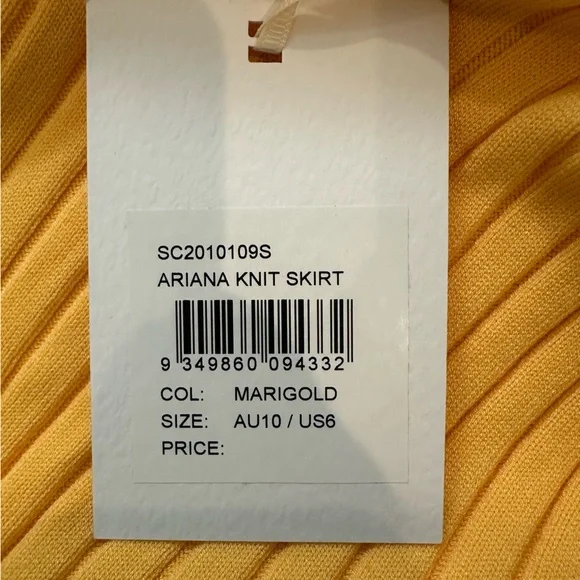 SC2010109S
ARIANA KNIT SKIRT
9 349860 094332
COL: MARIGOLD
SIZE: AU10 / US6
PRICE: